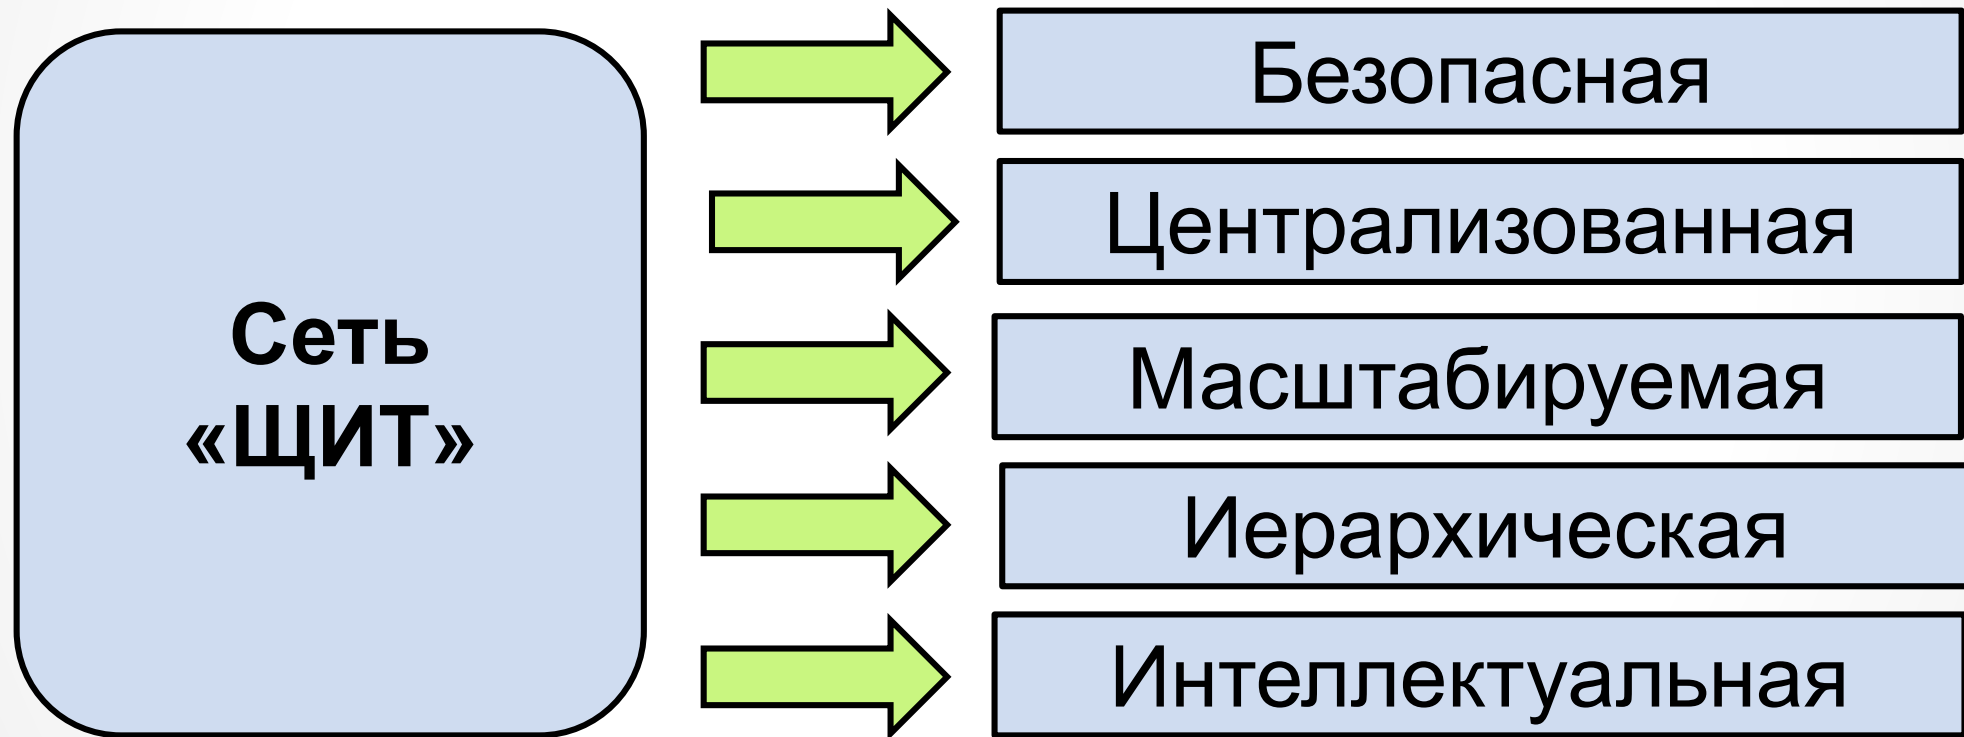 Сеть
«ЩИТ»
Безопасная
Централизованная
Масштабируемая
Иерархическая
Интеллектуальная